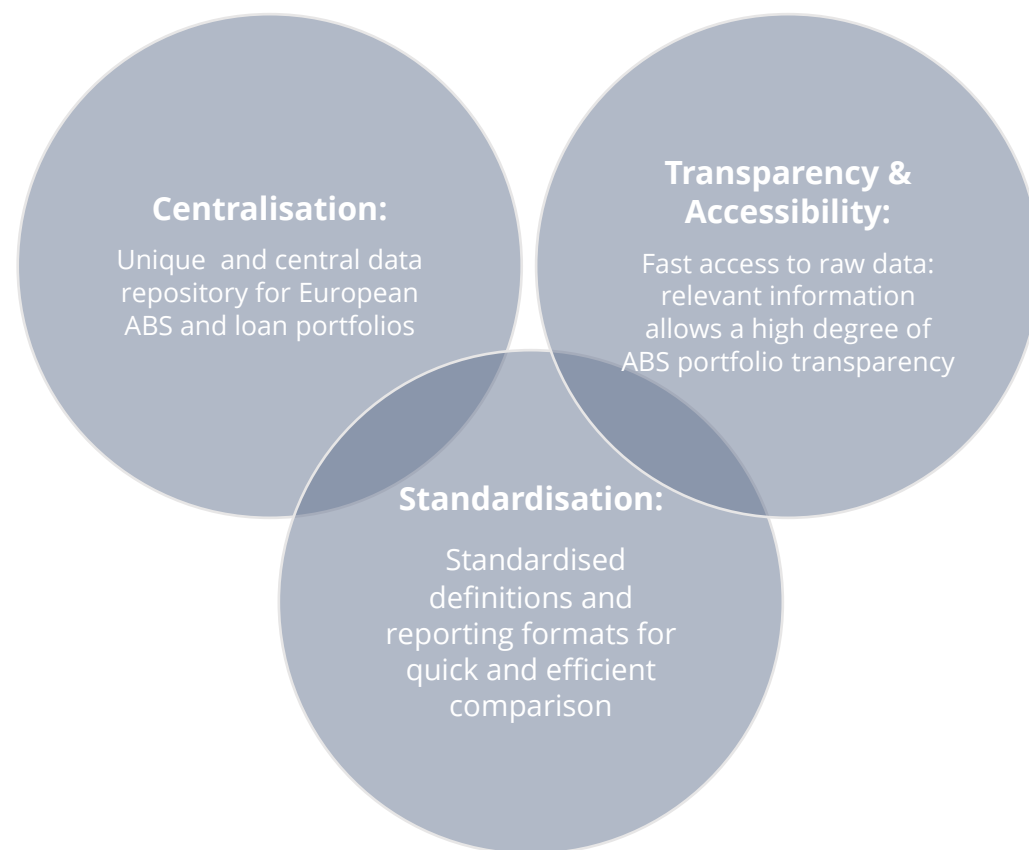 Centralisation:
Unique  and central data
repository for European
ABS and loan portfolios
Transparency &
Accessibility:
Fast access to raw data:
relevant information
allows a high degree of
ABS portfolio transparency
Standardisation:
Standardised
definitions and
reporting formats for
quick and efficient
comparison